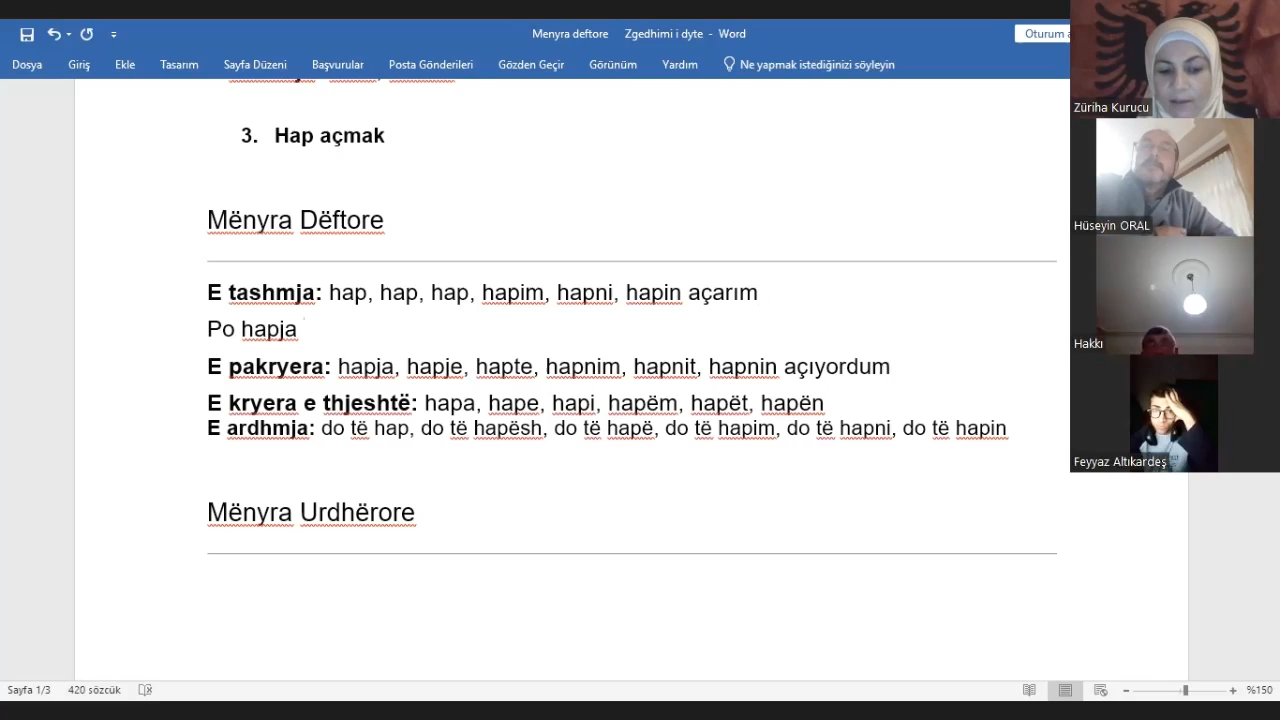 Menyra deftore Zgedhimi i dyte - Word
Oturum a
Dosya Giriş Ekle Tasarım Sayfa Düzeni Başvurular Posta Gönderileri Gözden Geçir Görünüm Yardım Ne yapmak istediğinizi söyleyin
3. Hap açmak
Mënyra Dëftore
E tashmja: hap, hap, hap, hapim, hapni, hapin açarım
Po hapja
E pakryera: hapja, hapje, hapte, hapnim, hapnit, hapnin açıyordum
E kryera e thjeshtë: hapa, hape, hapi, hapëm, hapët, hapën
E ardhmja: do të hap, do të hapësh, do të hapë, do të hapim, do të hapni, do të hapin
Mënyra Urdhërore
Züriha Kurucu
Hüseyin ORAL
Hakkı
Feyyaz Altıkardeş
Sayfa 1/3 420 sözcük
%150